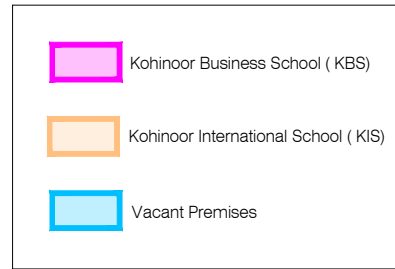 Kohinoor Business School ( KBS)
Kohinoor International School ( KIS)
Vacant Premises